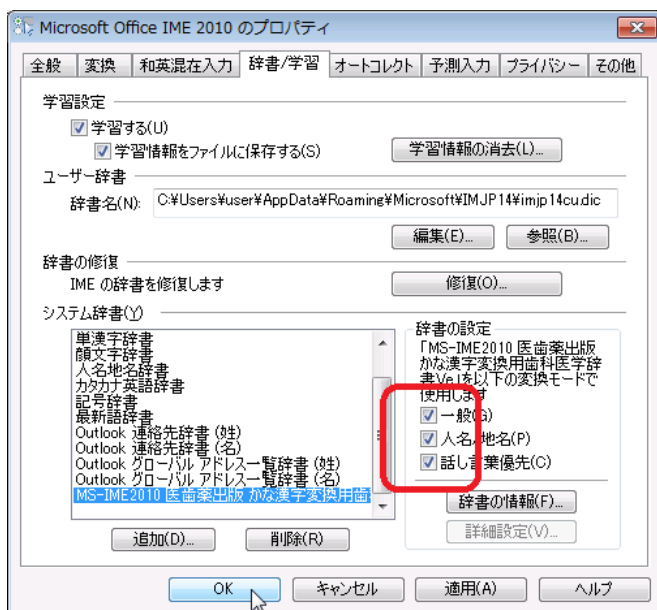 Microsoft Office IME 2010 のプロパティ
全般 変換 和英混在入力 辞書/学習 オートコレクト 予測入力 プライバシー その他
学習設定
学習する(U)
学習情報をファイルに保存する(S) 学習情報の消去(L)...
ユーザー辞書
辞書名(N): C:¥Users¥user¥AppData¥Roaming¥Microsoft¥IMJP14¥imjp14cu.dic
編集(E)... 参照(B)...
辞書の修復
IME の辞書を修復します 修復(O)...
システム辞書(Y)
単漢字辞書
顔文字辞書
人名地名辞書
カタカナ英語辞書
記号辞書
最新語辞書
Outlook 連絡先辞書 (姓)
Outlook 連絡先辞書 (名)
Outlook グローバル アドレス一覧辞書 (姓)
Outlook グローバル アドレス一覧辞書 (名)
MS-IME2010 医歯薬出版 かな漢字変換用歯
追加(D)... 削除(R)
辞書の設定
「MS-IME2010 医歯薬出版
かな漢字変換用歯科医学辞
書Ve」を以下の変換モードで
使用します
一般(G)
人名/地名(P)
話し言葉優先(C)
辞書の情報(F)...
詳細設定(V)...
OK キャンセル 適用(A) ヘルプ